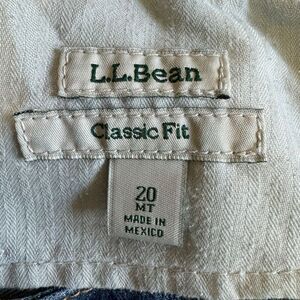 L.L.Bean
Classic Fit
20
MT
MADE IN
MEXICO